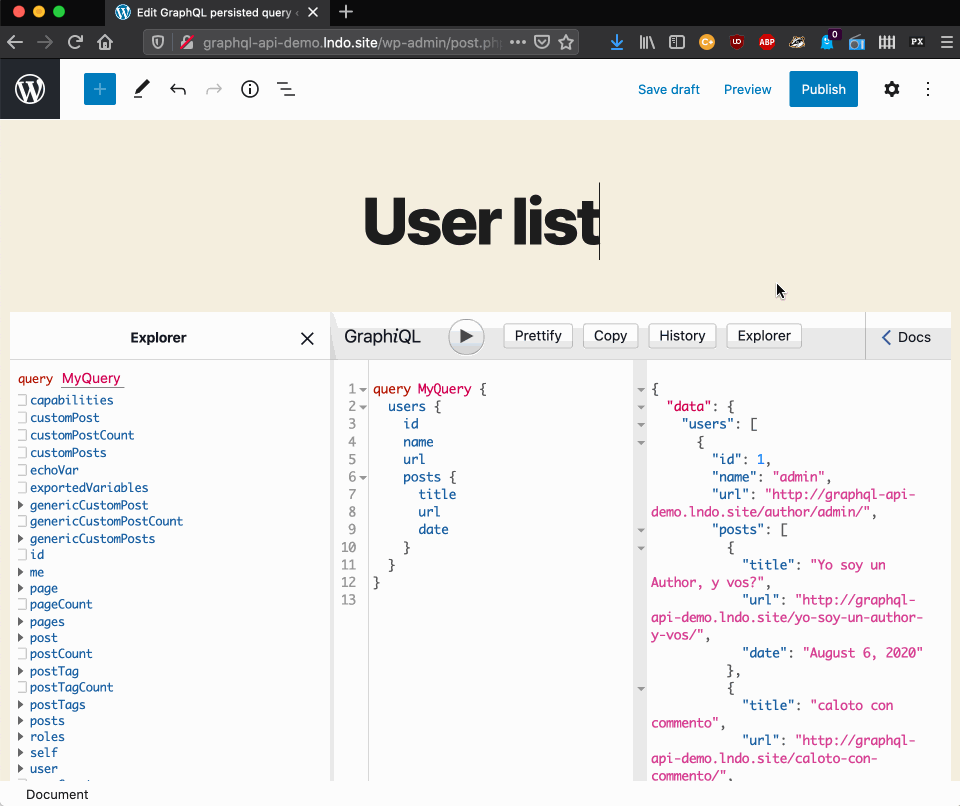 Edit GraphQL persisted query
graphql-api-demo.lndo.site/wp-admin/post.php
0
UD
ABP
PX
Save draft
Preview
Publish
User list
Explorer
GraphiQL
Prettify
Copy
History
Explorer
Docs
query MyQuery
capabilities
customPost
customPostCount
customPosts
echoVar
exportedVariables
genericCustomPost
genericCustomPostCount
genericCustomPosts
id
me
page
pageCount
pages
post
postCount
postTag
postTagCount
postTags
posts
roles
self
user
1 query MyQuery {
2 users {
3 id
4 name
5 url
6 posts {
7 title
8 url
9 date
10 }
11 }
12 }
13
{
"data": {
"users": [
{
"id": 1,
"name": "admin",
"url": "http://graphql-api-
demo.lndo.site/author/admin/",
"posts": [
{
"title": "Yo soy un
Author, y vos?",
"url": "http://graphql-
api-demo.lndo.site/yo-soy-un-author-
y-vos/",
"date": "August 6, 2020"
},
{
"title": "caloto con
commento",
"url": "http://graphql-
api-demo.lndo.site/caloto-con-
commento/",
Document